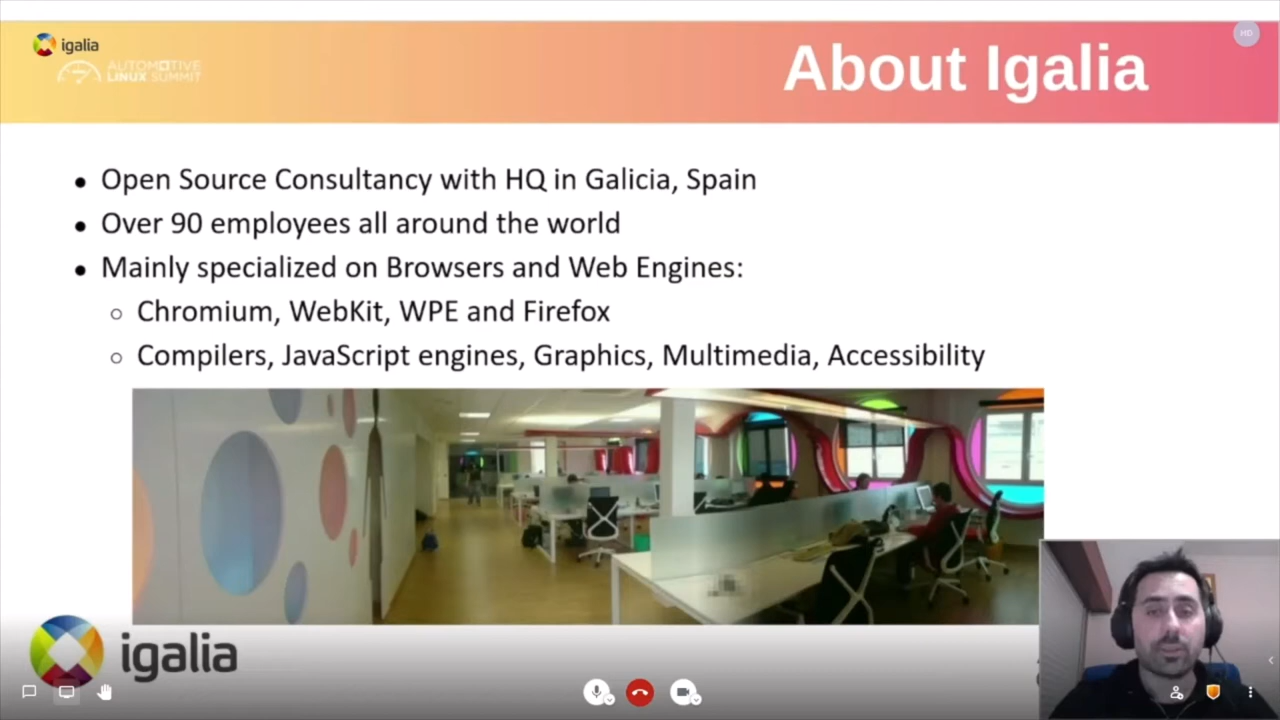 igalia
AUTOMOTIVE
LINUX SUMMIT
About Igalia
HD
Open Source Consultancy with HQ in Galicia, Spain
Over 90 employees all around the world
Mainly specialized on Browsers and Web Engines:
Chromium, WebKit, WPE and Firefox
Compilers, JavaScript engines, Graphics, Multimedia, Accessibility
igalia